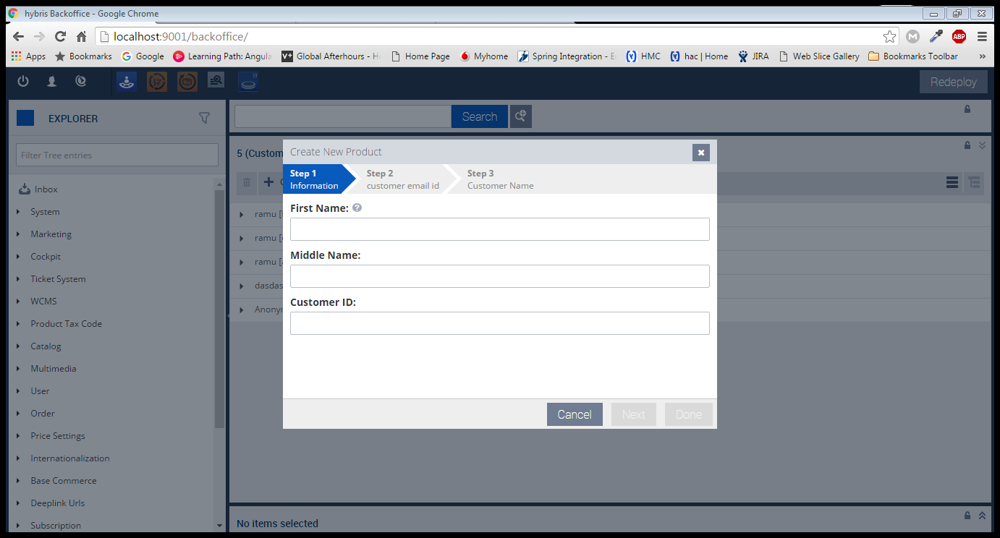 hybris Backoffice - Google Chrome
localhost:9001/backoffice/
ABP
Apps Bookmarks Google Learning Path: Angula Global Afterhours - H Home Page Myhome Spring Integration - E HMC hac | Home JIRA Web Slice Gallery Bookmarks Toolbar »
Redeploy
EXPLORER
Search
Filter Tree entries
5 (Custom
Create New Product
Step 1 Step 2 Step 3
Information customer email id Customer Name
First Name:
Middle Name:
Customer ID:
Cancel Next Done
Inbox
System
Marketing
Cockpit
Ticket System
WCMS
Product Tax Code
Catalog
Multimedia
User
Order
Price Settings
Internationalization
Base Commerce
Deeplink Urls
Subscription
ramu
ramu
ramu
dasdas
Anonym
No items selected